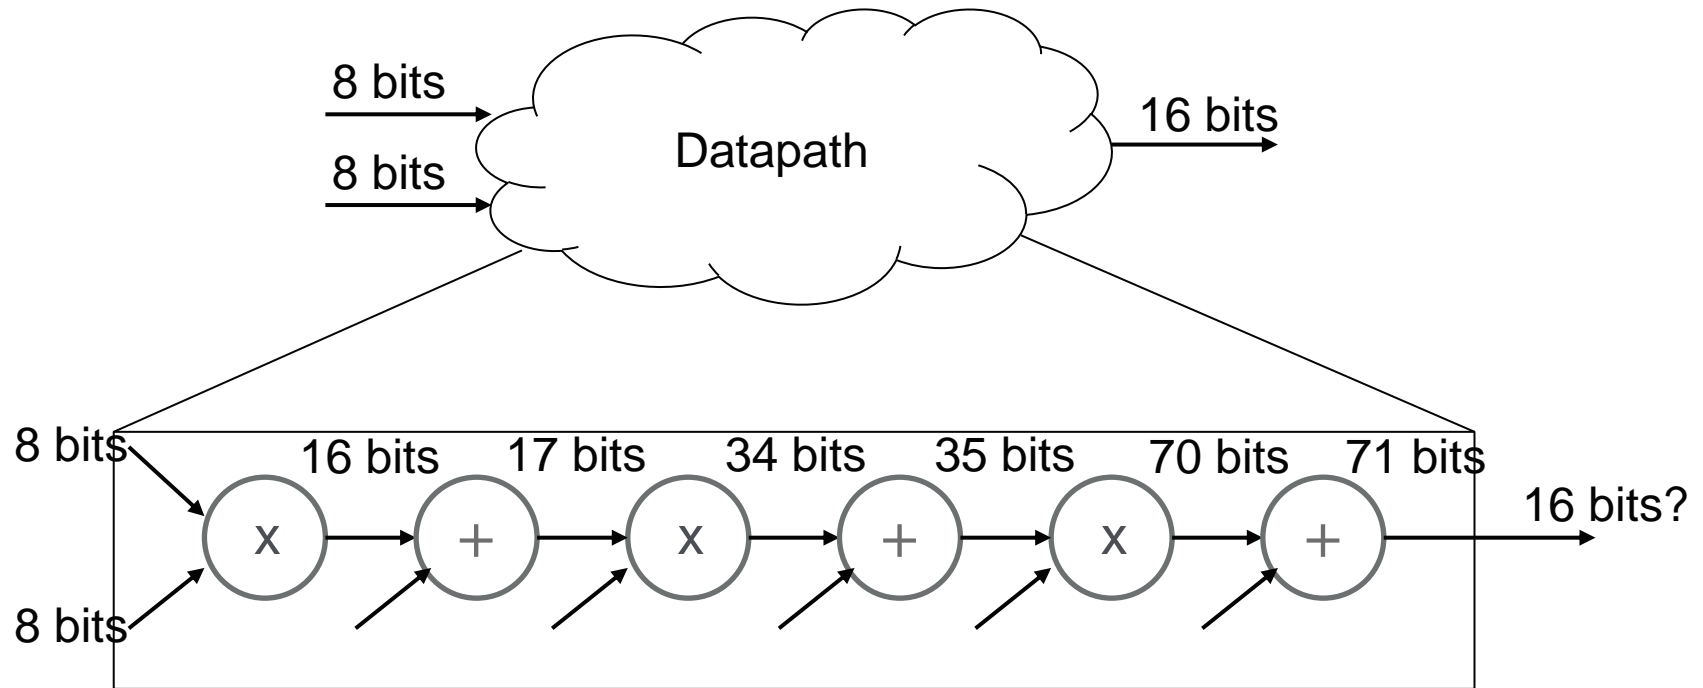 8 bits
8 bits
Datapath
16 bits
8 bits
16 bits
17 bits
34 bits
35 bits
70 bits
71 bits
16 bits?
x
+
x
+
x
+
8 bits